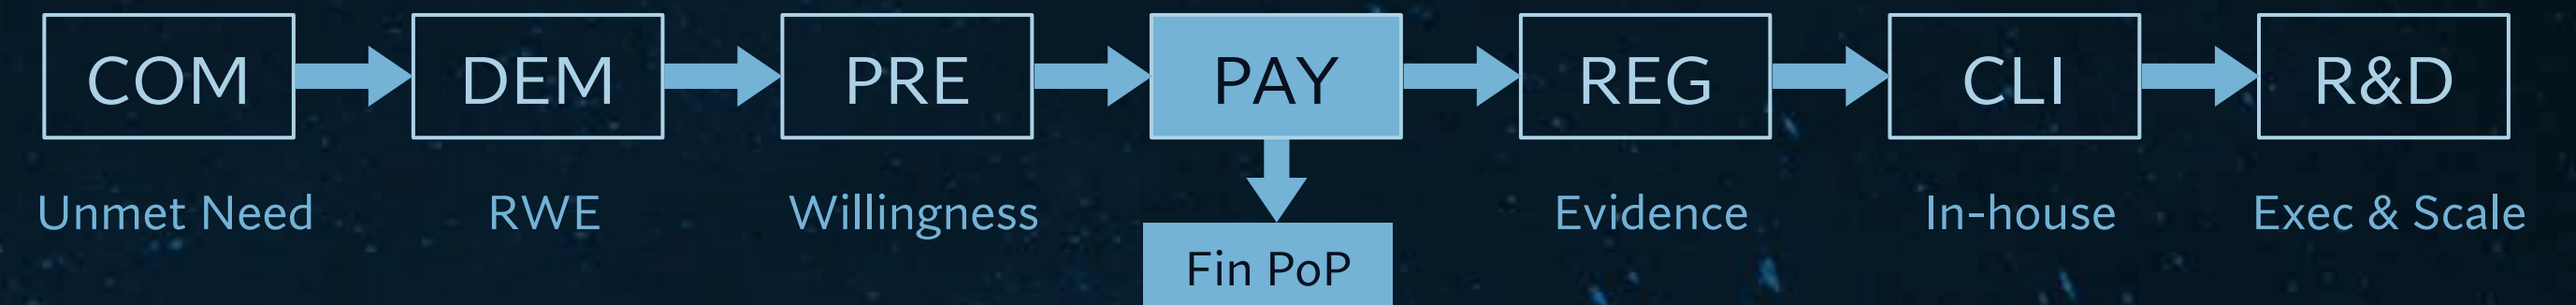 COM DEM PRE PAY REG CLI R&D
Unmet Need RWE Willingness Evidence In-house Exec & Scale
Fin PoP